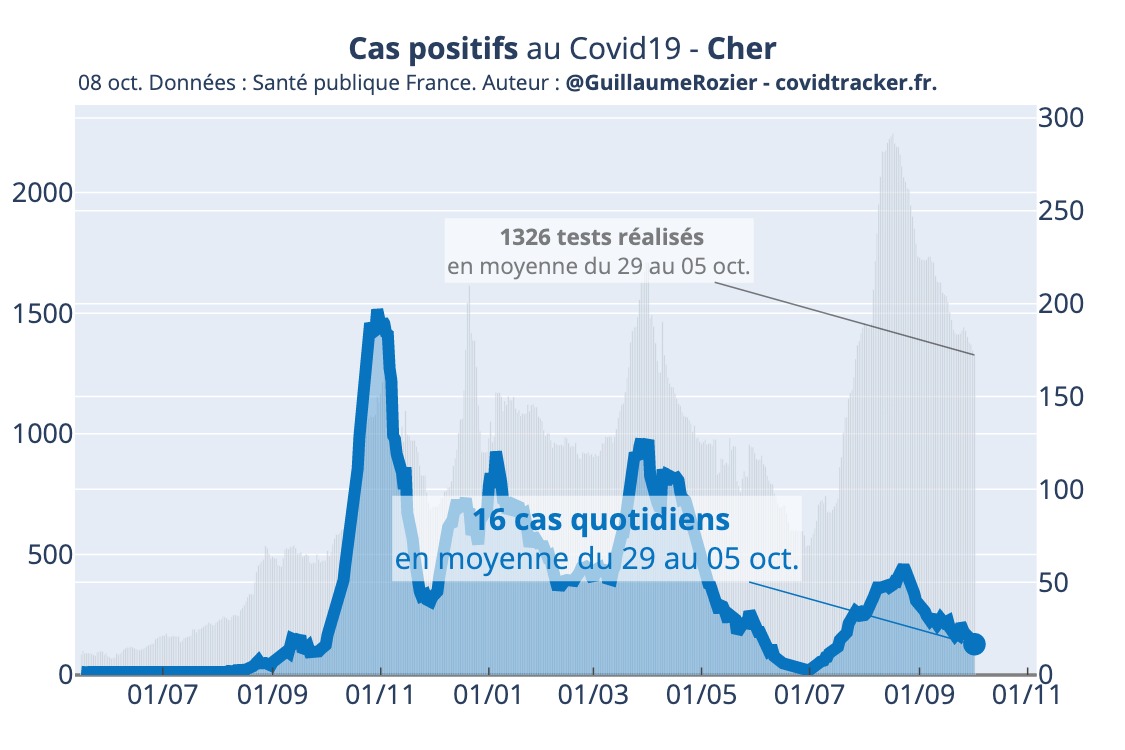 Cas positifs au Covid19 - Cher
08 oct. Données : Santé publique France. Auteur : @GuillaumeRozier - covidtracker.fr.
300
2000
250
1326 tests réalisés
en moyenne du 29 au 05 oct.
1500
200
150
1000
100
16 cas quotidiens
500
en moyenne du 29 au 05 oct.
50
0
0
01/07 01/09 01/11 01/01 01/03 01/05 01/07 01/09 01/11